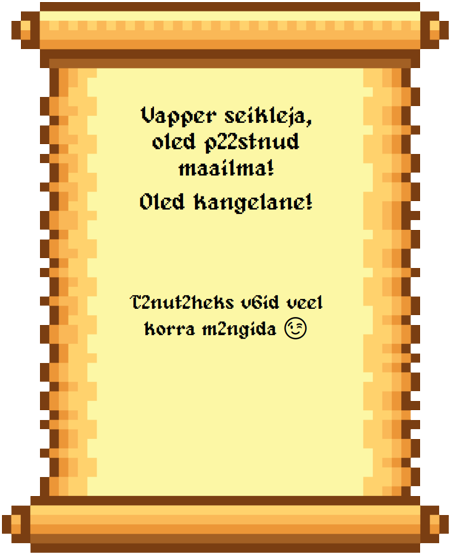 Vapper seikleja,
oled p22stnud
maailma!
Oled kangelane!
T2nut2heks v6id veel
korra m2ngida 😉